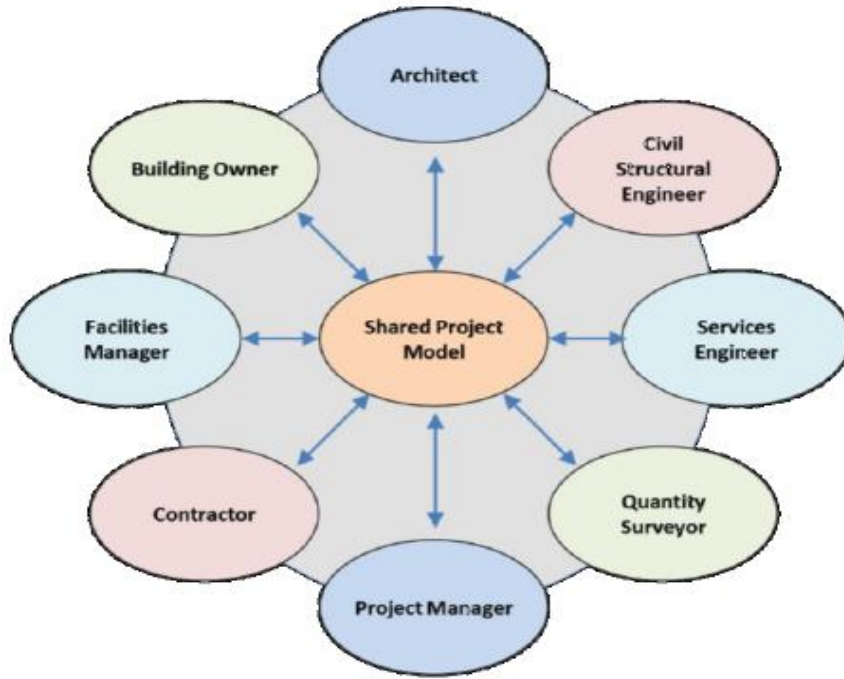 Architect
Building Owner
Civil
Structural
Engineer
Facilities
Manager
Shared Project
Model
Services
Engineer
Contractor
Quantity
Surveyor
Project Manager